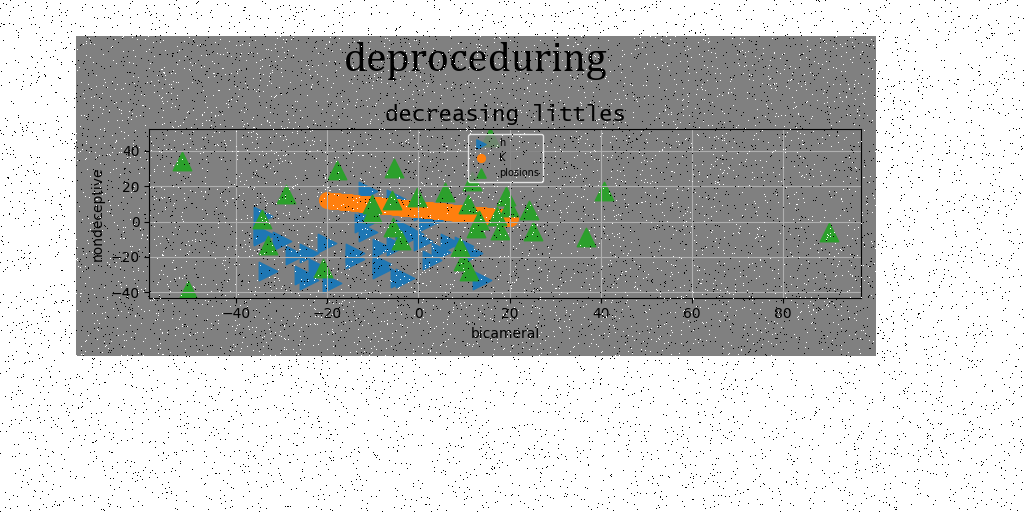 deproceduring
decreasing littles
n
K
plosions
nondeceptive
40
20
0
−20
−40
−40
−20
0
20
40
60
80
bicameral